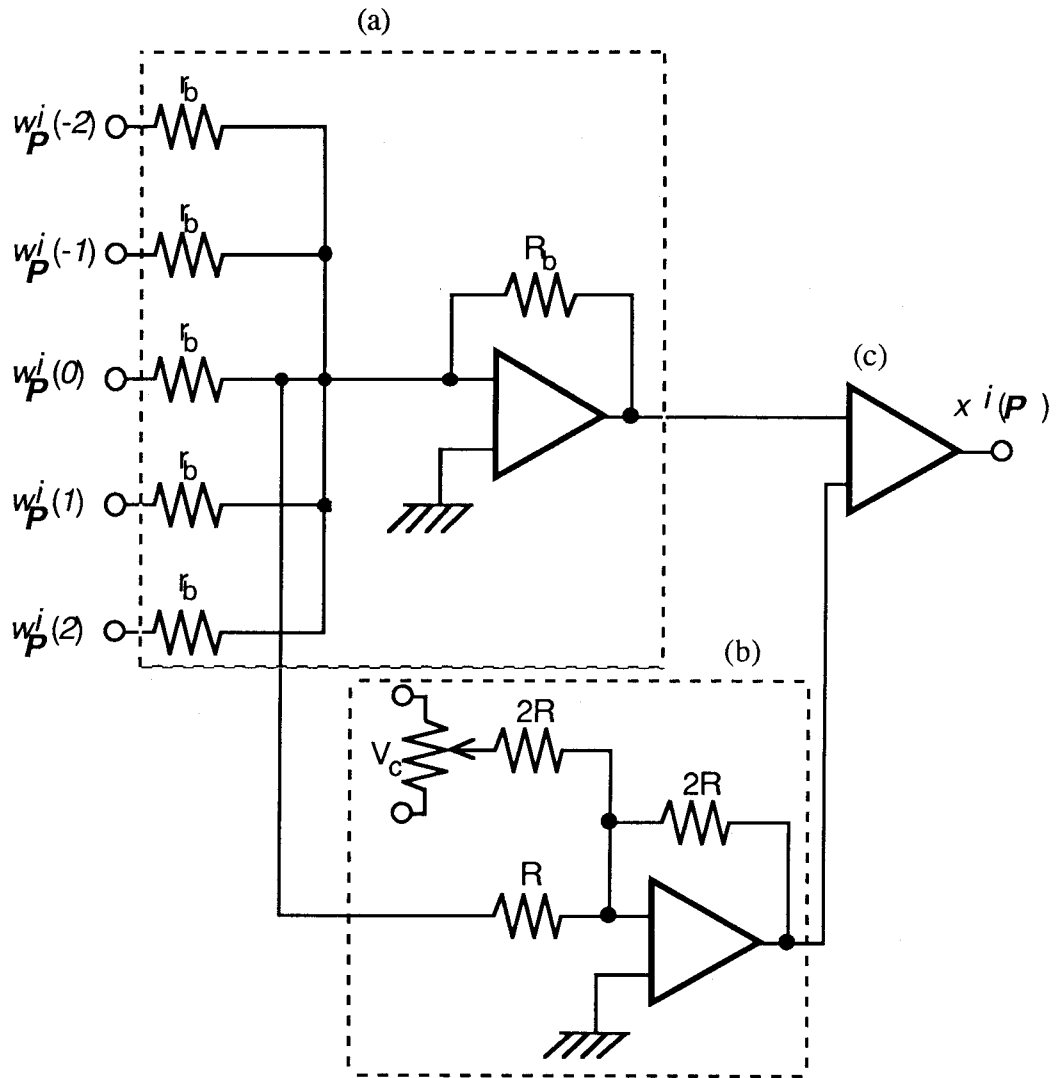 (a)
r_b
w_P^i(-2)
r_b
w_P^i(-1)
R_b
r_b
w_P^i(0)
(c)
x^i(P)
r_b
w_P^i(1)
r_b
w_P^i(2)
(b)
2R
V_c
2R
R